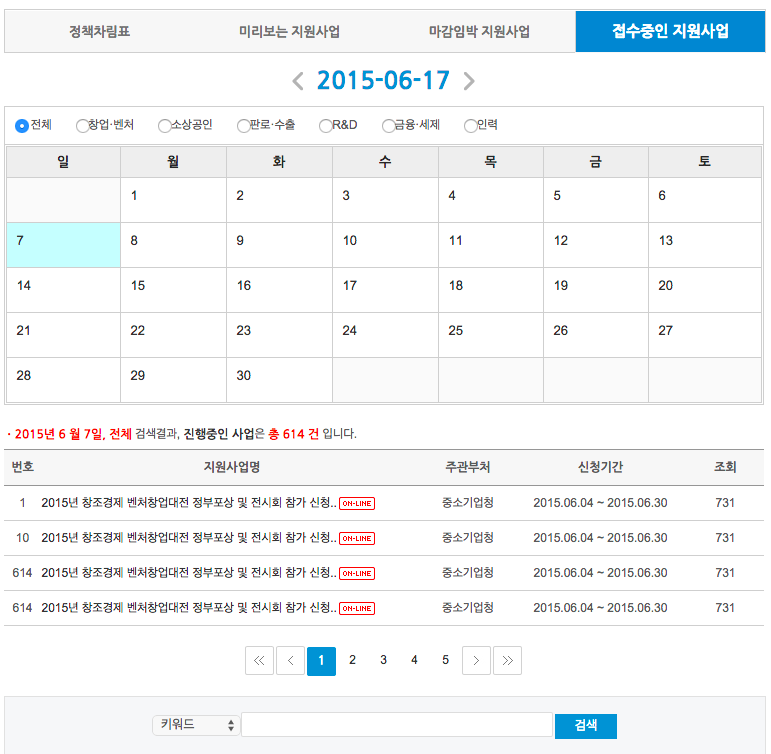 정책차림표 미리보는 지원사업 마감임박 지원사업 접수중인 지원사업
2015-06-17
전체 창업·벤처 소상공인 판로·수출 R&D 금융·세제 인력
일 월 화 수 목 금 토
1 2 3 4 5 6
7 8 9 10 11 12 13
14 15 16 17 18 19 20
21 22 23 24 25 26 27
28 29 30
· 2015년 6 월 7일, 전체 검색결과, 진행중인 사업은 총 614 건 입니다.
번호 지원사업명 주관부처 신청기간 조회
1 2015년 창조경제 벤처창업대전 정부포상 및 전시회 참가 신청.. ON-LINE 중소기업청 2015.06.04 ~ 2015.06.30 731
10 2015년 창조경제 벤처창업대전 정부포상 및 전시회 참가 신청.. ON-LINE 중소기업청 2015.06.04 ~ 2015.06.30 731
614 2015년 창조경제 벤처창업대전 정부포상 및 전시회 참가 신청.. ON-LINE 중소기업청 2015.06.04 ~ 2015.06.30 731
614 2015년 창조경제 벤처창업대전 정부포상 및 전시회 참가 신청.. ON-LINE 중소기업청 2015.06.04 ~ 2015.06.30 731
1 2 3 4 5
키워드 검색